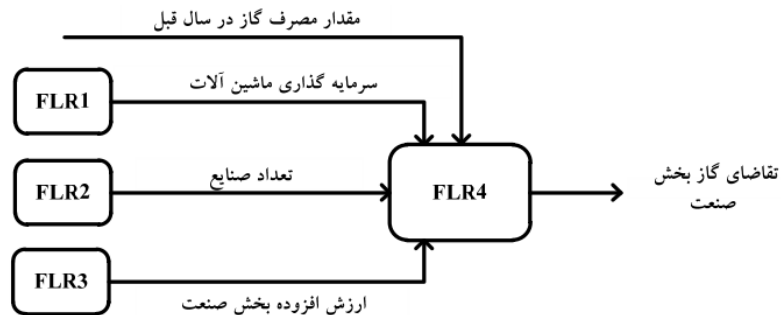 مقدار مصرف گاز در سال قبل
سرمایه گذاری ماشین آلات
FLR1
تعداد صنایع
FLR2
FLR4
تقاضای گاز بخش
صنعت
FLR3
ارزش افزوده بخش صنعت